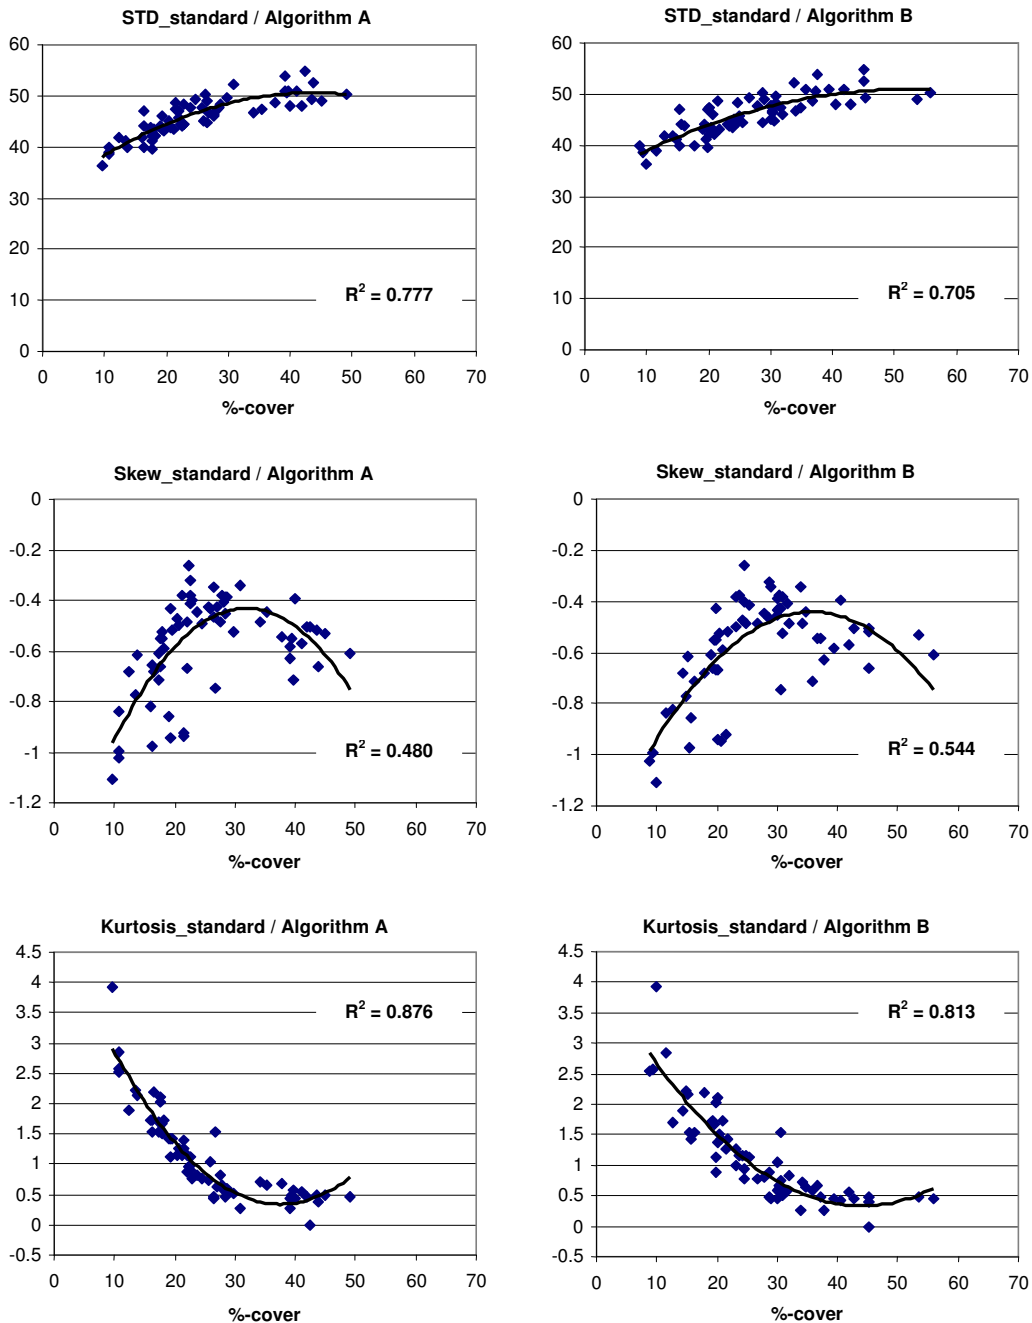 STD_standard / Algorithm A
60
50
40
30
20
10
0
R² = 0.777
0 10 20 30 40 50 60 70
%-cover
STD_standard / Algorithm B
60
50
40
30
20
10
0
R² = 0.705
0 10 20 30 40 50 60 70
%-cover
Skew_standard / Algorithm A
0
-0.2
-0.4
-0.6
-0.8
-1
-1.2
R² = 0.480
0 10 20 30 40 50 60 70
%-cover
Skew_standard / Algorithm B
0
-0.2
-0.4
-0.6
-0.8
-1
-1.2
R² = 0.544
0 10 20 30 40 50 60 70
%-cover
Kurtosis_standard / Algorithm A
4.5
4
3.5
3
2.5
2
1.5
1
0.5
0
-0.5
R² = 0.876
0 10 20 30 40 50 60 70
%-cover
Kurtosis_standard / Algorithm B
4.5
4
3.5
3
2.5
2
1.5
1
0.5
0
-0.5
R² = 0.813
0 10 20 30 40 50 60 70
%-cover